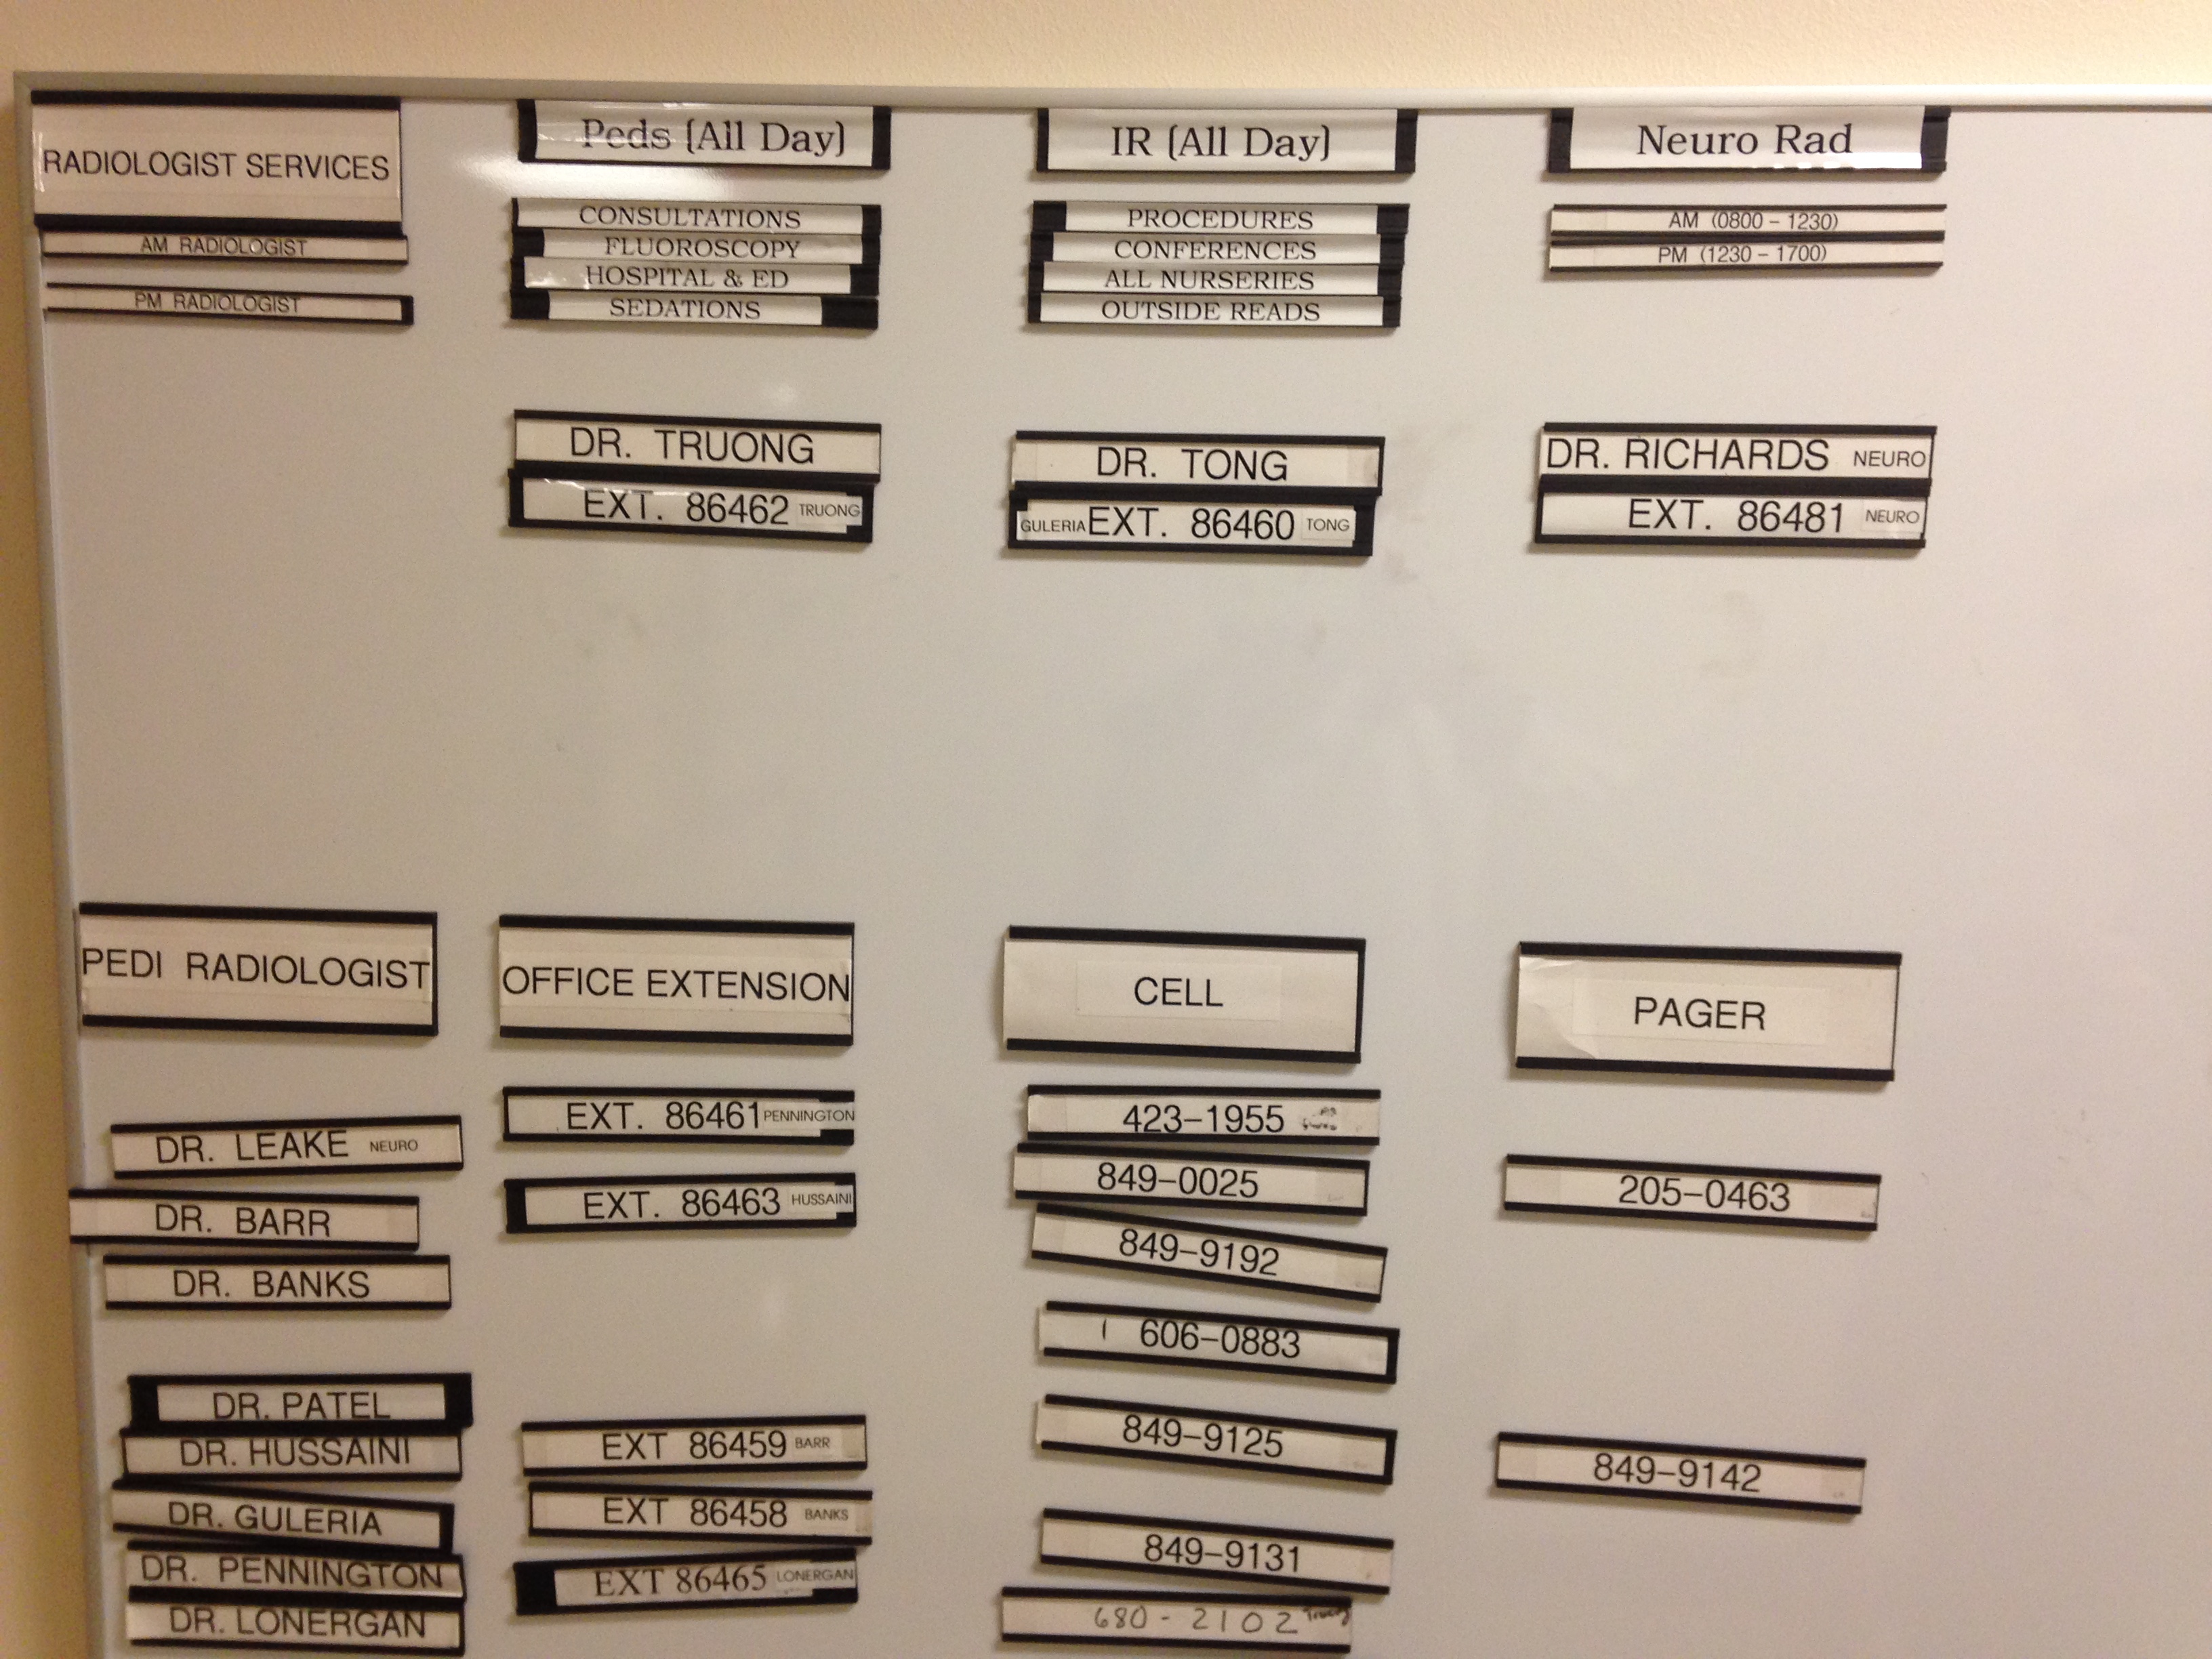 RADIOLOGIST SERVICES
AM RADIOLOGIST
PM RADIOLOGIST
Peds (All Day)
CONSULTATIONS
FLUOROSCOPY
HOSPITAL & ED
SEDATIONS
DR. TRUONG
EXT. 86462 TRUONG
IR (All Day)
PROCEDURES
CONFERENCES
ALL NURSERIES
OUTSIDE READS
DR. TONG
GULERIA EXT. 86460 TONG
Neuro Rad
AM (0800 - 1230)
PM (1230 - 1700)
DR. RICHARDS NEURO
EXT. 86481 NEURO
PEDI RADIOLOGIST
DR. LEAKE NEURO
DR. BARR
DR. BANKS
DR. PATEL
DR. HUSSAINI
DR. GULERIA
DR. PENNINGTON
DR. LONERGAN
OFFICE EXTENSION
EXT. 86461 PENNINGTON
EXT. 86463 HUSSAINI
EXT 86459 BARR
EXT 86458 BANKS
EXT 86465 LONERGAN
CELL
423-1955
849-0025
849-9192
606-0883
849-9125
849-9131
680-2102
PAGER
205-0463
849-9142